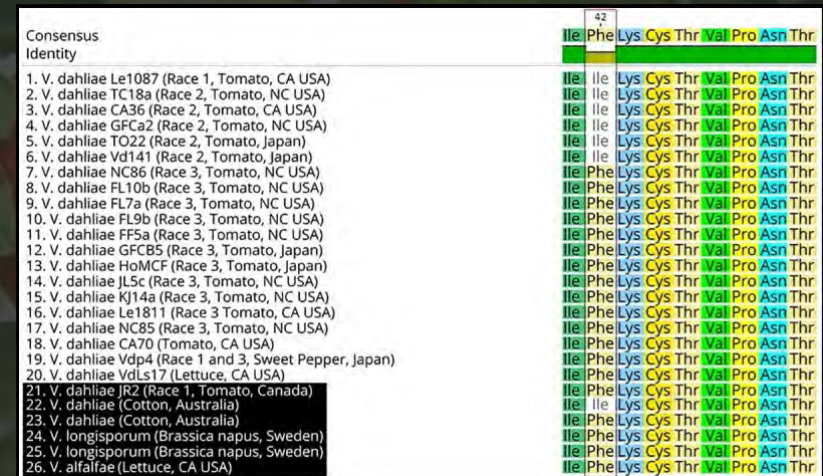 42
Consensus Ile Phe Lys Cys Thr Val Pro Asn Thr
Identity
1. V. dahliae Le1087 (Race 1, Tomato, CA USA) Ile Ile Lys Cys Thr Val Pro Asn Thr
2. V. dahliae TC18a (Race 2, Tomato, NC USA) Ile Ile Lys Cys Thr Val Pro Asn Thr
3. V. dahliae CA36 (Race 2, Tomato, CA USA) Ile Ile Lys Cys Thr Val Pro Asn Thr
4. V. dahliae GFCa2 (Race 2, Tomato, NC USA) Ile Ile Lys Cys Thr Val Pro Asn Thr
5. V. dahliae TO22 (Race 2, Tomato, Japan) Ile Ile Lys Cys Thr Val Pro Asn Thr
6. V. dahliae Vd141 (Race 2, Tomato, Japan) Ile Ile Lys Cys Thr Val Pro Asn Thr
7. V. dahliae NC86 (Race 3, Tomato, NC USA) Ile Phe Lys Cys Thr Val Pro Asn Thr
8. V. dahliae FL10b (Race 3, Tomato, NC USA) Ile Phe Lys Cys Thr Val Pro Asn Thr
9. V. dahliae FL7a (Race 3, Tomato, NC USA) Ile Phe Lys Cys Thr Val Pro Asn Thr
10. V. dahliae FL9b (Race 3, Tomato, NC USA) Ile Phe Lys Cys Thr Val Pro Asn Thr
11. V. dahliae FF5a (Race 3, Tomato, NC USA) Ile Phe Lys Cys Thr Val Pro Asn Thr
12. V. dahliae GFCB5 (Race 3, Tomato, Japan) Ile Phe Lys Cys Thr Val Pro Asn Thr
13. V. dahliae HoMCF (Race 3, Tomato, Japan) Ile Phe Lys Cys Thr Val Pro Asn Thr
14. V. dahliae JL5c (Race 3, Tomato, NC USA) Ile Phe Lys Cys Thr Val Pro Asn Thr
15. V. dahliae KJ14a (Race 3, Tomato, NC USA) Ile Phe Lys Cys Thr Val Pro Asn Thr
16. V. dahliae Le1811 (Race 3 Tomato, CA USA) Ile Phe Lys Cys Thr Val Pro Asn Thr
17. V. dahliae NC85 (Race 3, Tomato, NC USA) Ile Phe Lys Cys Thr Val Pro Asn Thr
18. V. dahliae CA70 (Tomato, CA USA) Ile Phe Lys Cys Thr Val Pro Asn Thr
19. V. dahliae Vdp4 (Race 1 and 3, Sweet Pepper, Japan) Ile Phe Lys Cys Thr Val Pro Asn Thr
20. V. dahliae VdLs17 (Lettuce, CA USA) Ile Phe Lys Cys Thr Val Pro Asn Thr
21. V. dahliae JR2 (Race 1, Tomato, Canada) Ile Phe Lys Cys Thr Val Pro Asn Thr
22. V. dahliae (Cotton, Australia) Ile Ile Lys Cys Thr Val Pro Asn Thr
23. V. dahliae (Cotton, Australia) Ile Phe Lys Cys Thr Val Pro Asn Thr
24. V. longisporum (Brassica napus, Sweden) Ile Phe Lys Cys Thr Val Pro Asn Thr
25. V. longisporum (Brassica napus, Sweden) Ile Phe Lys Cys Thr Val Pro Asn Thr
26. V. alfalfae (Lettuce, CA USA) Ile Phe Lys Cys Thr Val Pro Asn Thr